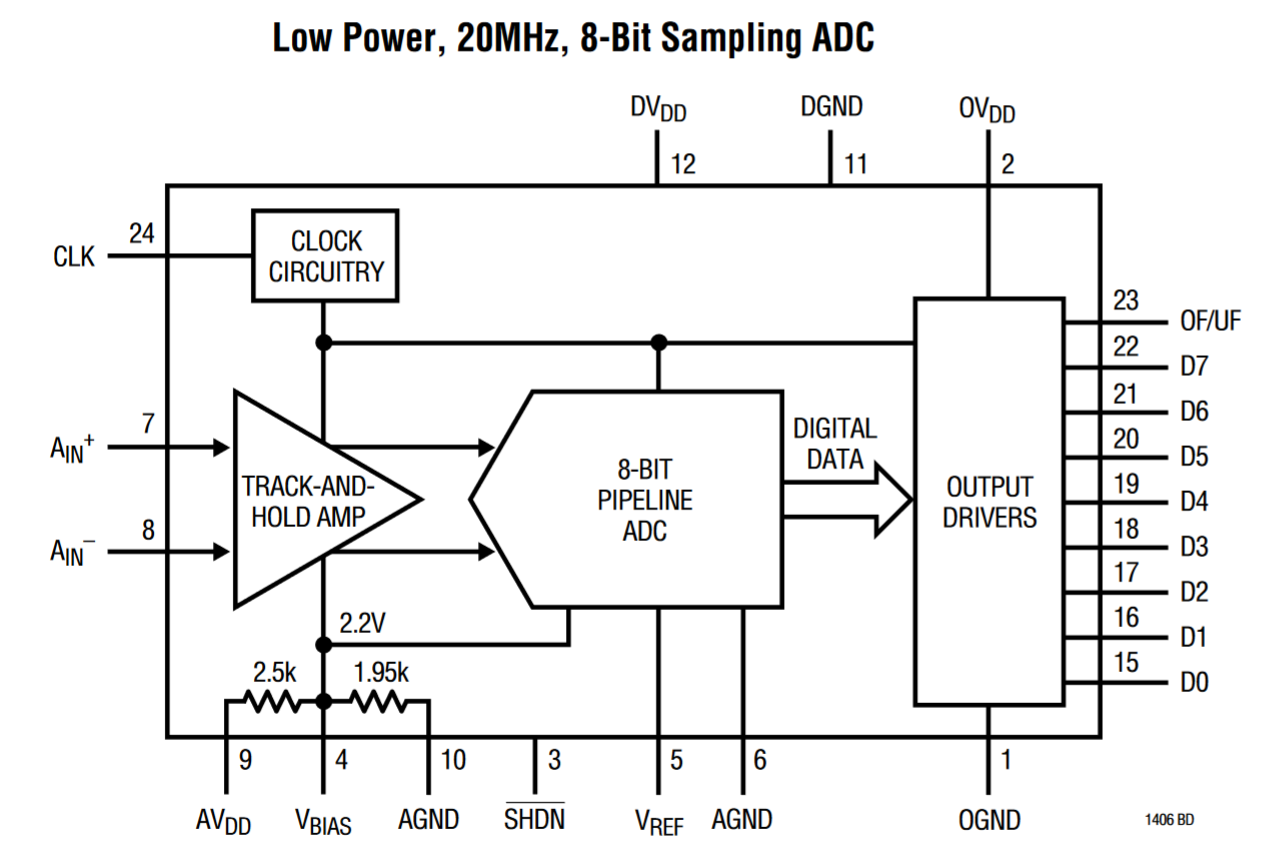 Low Power, 20MHz, 8-Bit Sampling ADC
DVDD
DGND
OVDD
12
11
2
24
CLK
CLOCK
CIRCUITRY
23
OF/UF
22
D7
21
D6
20
D5
19
D4
18
D3
17
D2
16
D1
15
D0
7
AIN+
8
AIN−
TRACK-AND-
HOLD AMP
8-BIT
PIPELINE
ADC
DIGITAL
DATA
OUTPUT
DRIVERS
2.2V
2.5k
1.95k
9
4
10
3
5
6
1
AVDD
VBIAS
AGND
SHDN
VREF
AGND
OGND
1406 BD